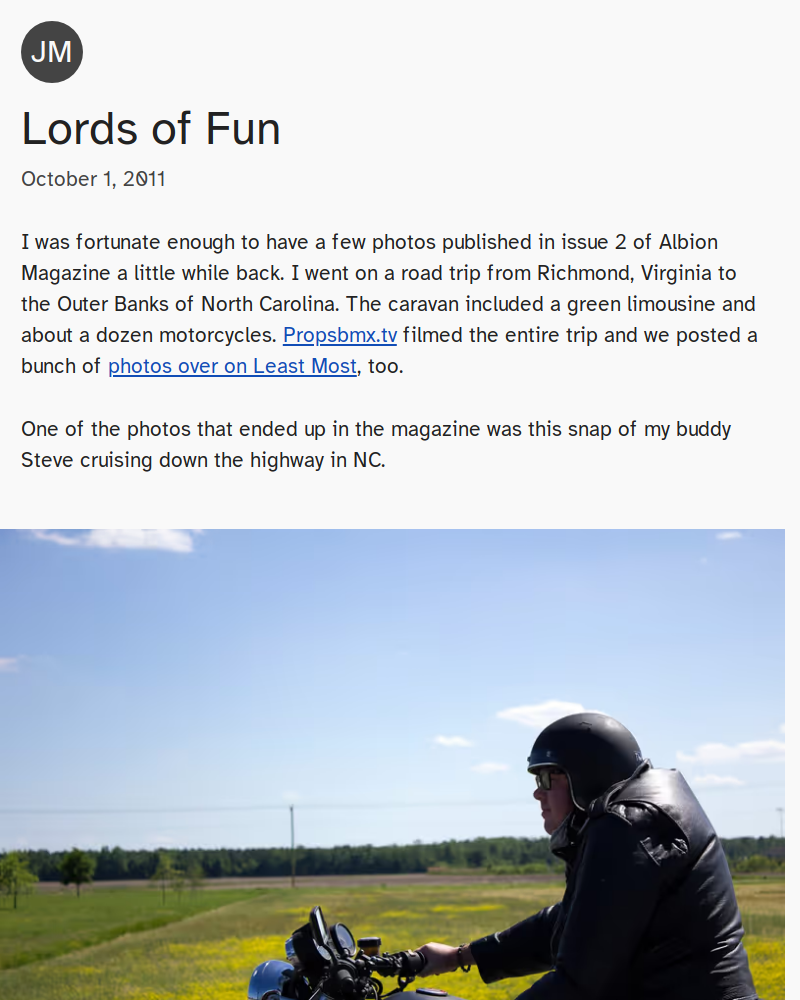 JM
Lords of Fun
October 1, 2011
I was fortunate enough to have a few photos published in issue 2 of Albion
Magazine a little while back. I went on a road trip from Richmond, Virginia to
the Outer Banks of North Carolina. The caravan included a green limousine and
about a dozen motorcycles. Propsbmx.tv filmed the entire trip and we posted a
bunch of photos over on Least Most, too.
One of the photos that ended up in the magazine was this snap of my buddy
Steve cruising down the highway in NC.